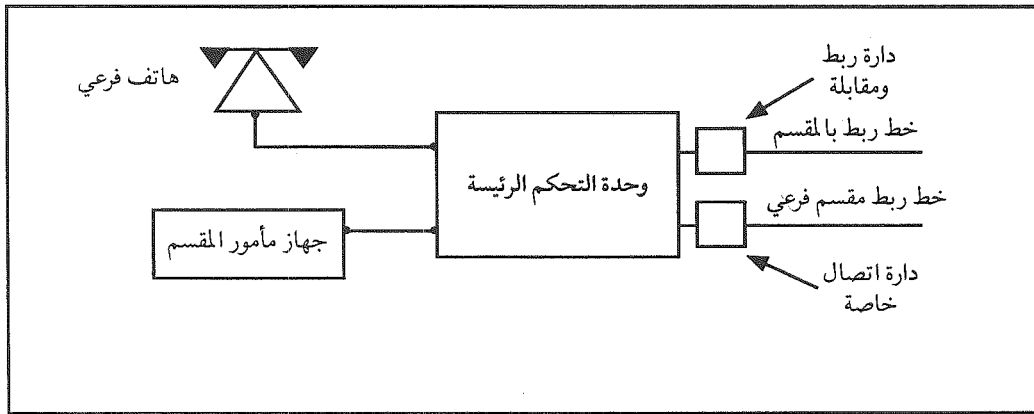 دارة ربط
ومقابلة
هاتف فرعي
خط ربط بالمقسم
وحدة التحكم الرئيسة
خط ربط مقسم فرعي
جهاز مأمور المقسم
دارة اتصال
خاصة